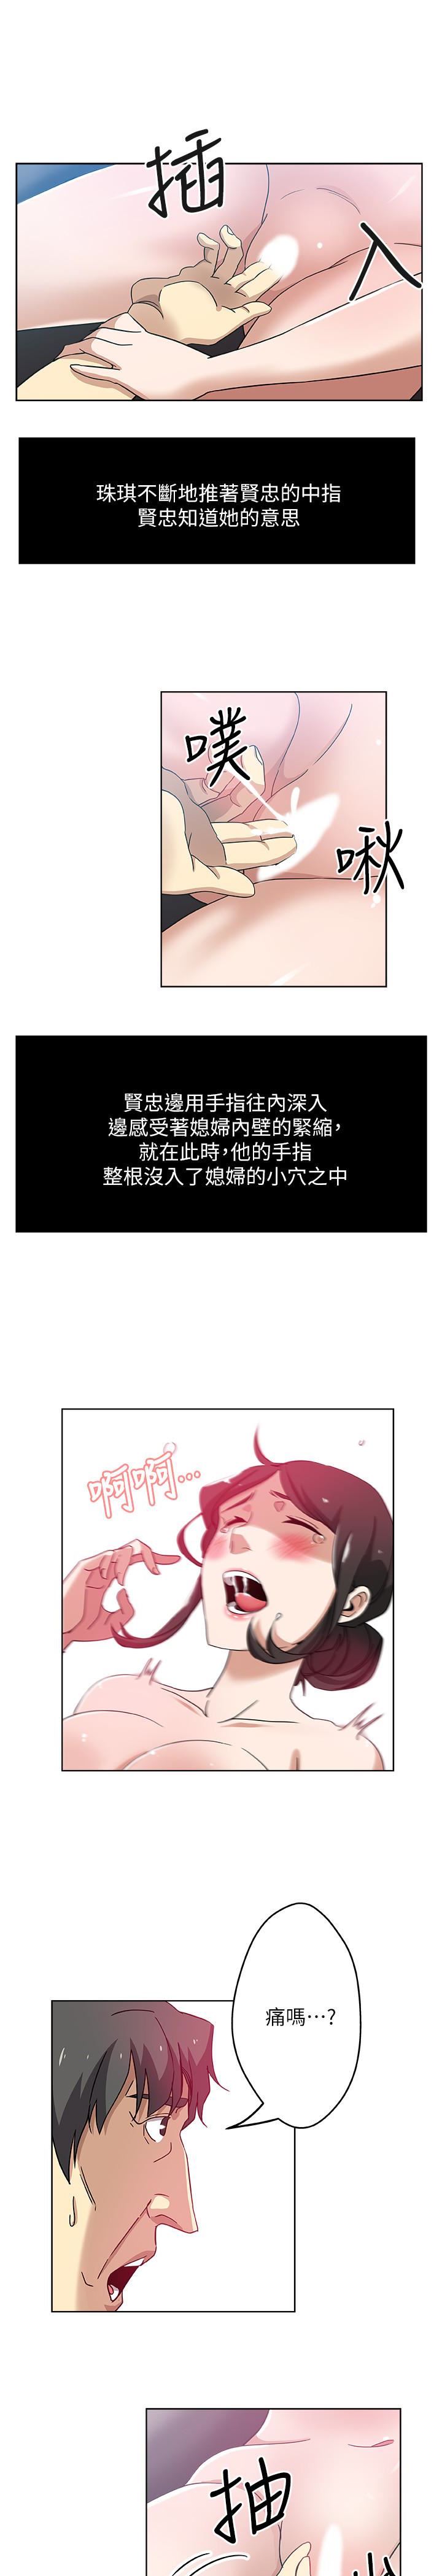 插
入
珠琪不斷地推著賢忠的中指
賢忠知道她的意思
噗
啾
賢忠邊用手指往內深入
邊感受著媳婦內壁的緊縮,
就在此時,他的手指
整根沒入了媳婦的小穴之中
啊啊…
痛嗎…?
抽